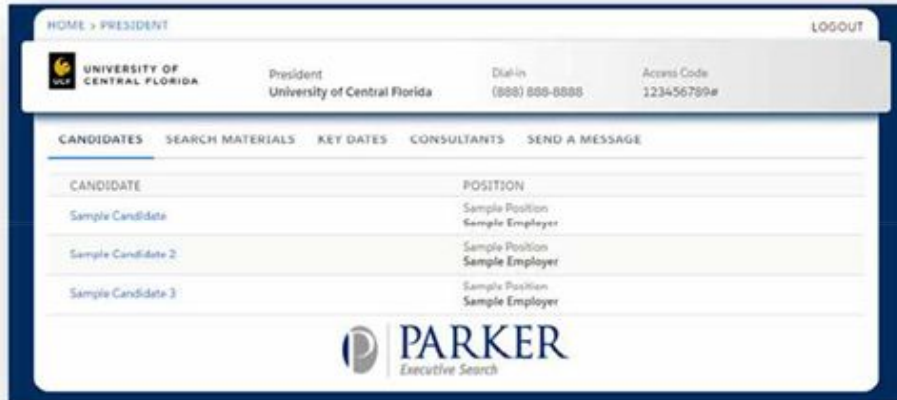 HOME > PRESIDENT
LOGOUT
UCF
UNIVERSITY OF
CENTRAL FLORIDA
President
University of Central Florida
Dial-in
(888) 888-8888
Access Code
123456789#
CANDIDATES SEARCH MATERIALS KEY DATES CONSULTANTS SEND A MESSAGE
CANDIDATE POSITION
Sample Candidate
Sample Position
Sample Employer
Sample Candidate 2
Sample Position
Sample Employer
Sample Candidate 3
Sample Position
Sample Employer
P PARKER
Executive Search